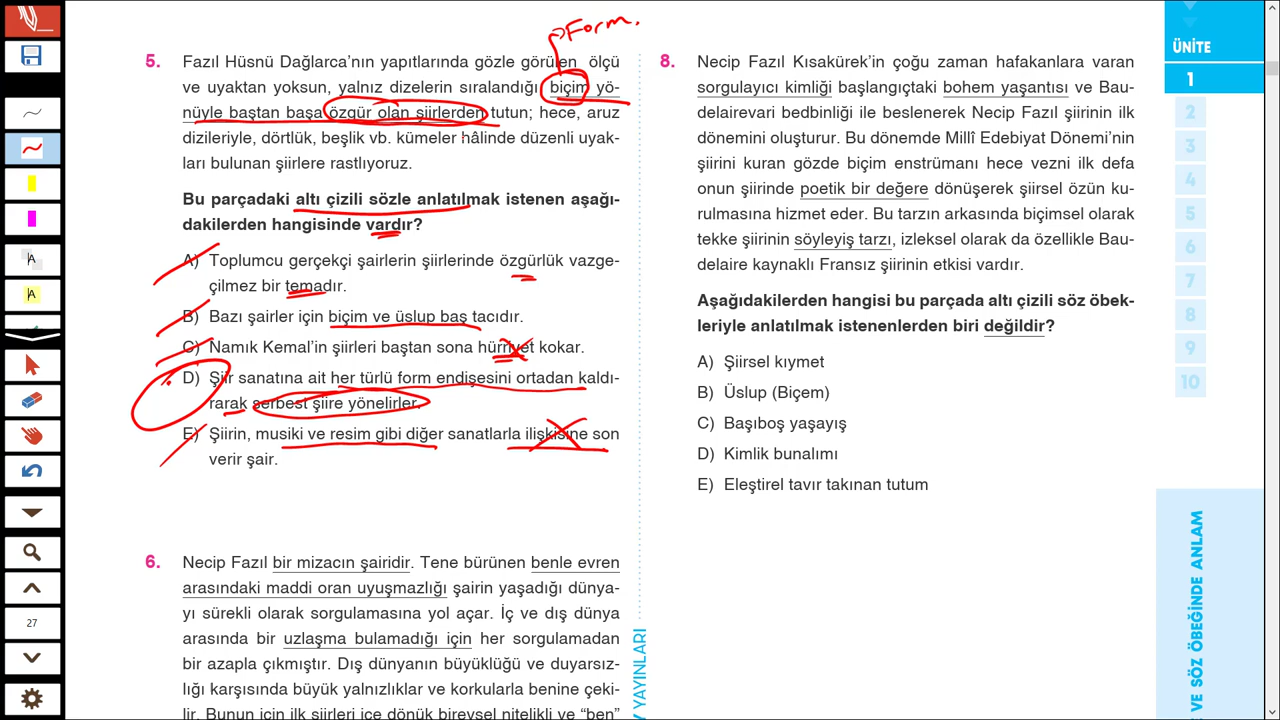 Form.
5. Fazıl Hüsnü Dağlarca'nın yapıtlarında gözle görülen ölçü
ve uyaktan yoksun, yalnız dizelerin sıralandığı biçim yö-
nüyle baştan başa özgür olan şiirlerden tutun; hece, aruz
dizileriyle, dörtlük, beşlik vb. kümeler hâlinde düzenli uyak-
ları bulunan şiirlere rastlıyoruz.
Bu parçadaki altı çizili sözle anlatılmak istenen aşağı-
dakilerden hangisinde vardır?
A) Toplumcu gerçekçi şairlerin şiirlerinde özgürlük vazge-
çilmez bir temadır.
B) Bazı şairler için biçim ve üslup baş tacıdır.
C) Namık Kemal'in şiirleri baştan sona hürriyet kokar.
D) Şiir sanatına ait her türlü form endişesini ortadan kaldı-
rarak serbest şiire yönelirler.
E) Şiirin, musiki ve resim gibi diğer sanatlarla ilişkisine son
verir şair.
6. Necip Fazıl bir mizacın şairidir. Tene bürünen benle evren
arasındaki maddi oran uyuşmazlığı şairin yaşadığı dünya-
yı sürekli olarak sorgulamasına yol açar. İç ve dış dünya
arasında bir uzlaşma bulamadığı için her sorgulamadan
bir azapla çıkmıştır. Dış dünyanın büyüklüğü ve duyarsız-
lığı karşısında büyük yalnızlıklar ve korkularla benine çeki-
lir. Bunun için ilk şiirleri içe dönük bireysel nitelikli ve "ben"
8. Necip Fazıl Kısakürek'in çoğu zaman hafakanlara varan
sorgulayıcı kimliği başlangıçtaki bohem yaşantısı ve Bau-
delairevari bedbinliği ile beslenerek Necip Fazıl şiirinin ilk
dönemini oluşturur. Bu dönemde Millî Edebiyat Dönemi'nin
şiirini kuran gözde biçim enstrümanı hece vezni ilk defa
onun şiirinde poetik bir değere dönüşerek şiirsel özün ku-
rulmasına hizmet eder. Bu tarzın arkasında biçimsel olarak
tekke şiirinin söyleyiş tarzı, izleksel olarak da özellikle Bau-
delaire kaynaklı Fransız şiirinin etkisi vardır.
Aşağıdakilerden hangisi bu parçada altı çizili söz öbek-
leriyle anlatılmak istenenlerden biri değildir?
A) Şiirsel kıymet
B) Üslup (Biçem)
C) Başıboş yaşayış
D) Kimlik bunalımı
E) Eleştirel tavır takınan tutum
ÜNİTE
1
2
3
4
5
6
7
8
9
10
VE SÖZ ÖBEĞİNDE ANLAM
YAYINLARI
A
A
27